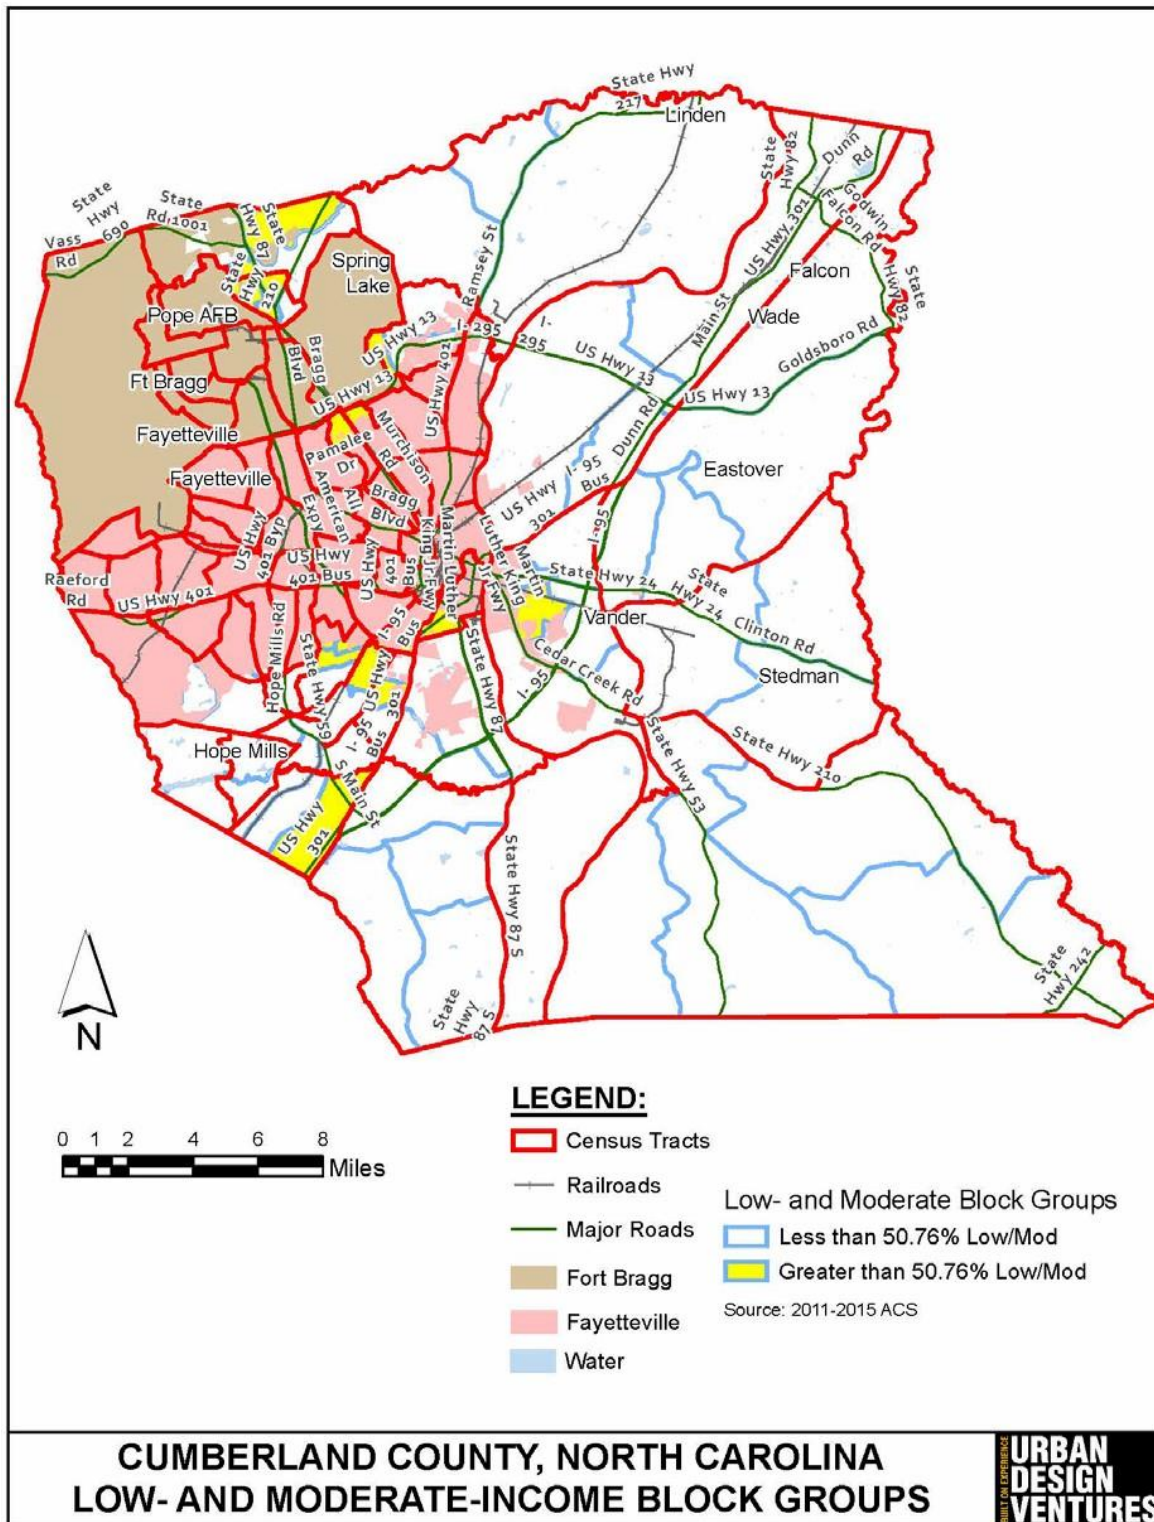 State Hwy
217
Linden
State
Hwy 82
Dunn
Rd
Godwin
Falcon Rd
US Hwy 301
State
Hwy 82
Falcon
Wade
Main St
Goldsboro Rd
US Hwy 13
State
Hwy
690
Vass
Rd
State
Rd 1001
State
Hwy 87
State
Hwy
210
Spring
Lake
Pope AFB
Bragg
Blvd
Ft Bragg
Fayetteville
US Hwy 13
US Hwy 13
Ramsey St
I- 295
I-
295
US Hwy 13
US Hwy 401
Dunn Rd
Eastover
Fayetteville
Pamalee
Dr
Murchison
Rd
All
American
Expy
Bragg
Blvd
US Hwy
401 Byp
US Hwy
401 Bus
US Hwy
401
Bus
Martin Luther
King Jr Fwy
Martin
Luther King
Jr Fwy
US Hwy
301
I- 95
Bus
I-95
State Hwy 24
State
Hwy 24
Clinton Rd
Raeford
Rd
US Hwy 401
Vander
Stedman
Hope Mills Rd
State Hwy 59
I- 95
Bus
US Hwy
301
I- 95
Bus
State Hwy 87
I- 95
Cedar Creek Rd
State Hwy 53
State Hwy 210
Hope Mills
S Main St
US Hwy
301
State Hwy 87 S
State
Hwy
87 S
State
Hwy 242
N
0 1 2 4 6 8
Miles
LEGEND:
Census Tracts
Railroads
Major Roads
Fort Bragg
Fayetteville
Water
Low- and Moderate Block Groups
Less than 50.76% Low/Mod
Greater than 50.76% Low/Mod
Source: 2011-2015 ACS
CUMBERLAND COUNTY, NORTH CAROLINA
LOW- AND MODERATE-INCOME BLOCK GROUPS
BUILT ON EXPERIENCE
URBAN
DESIGN
VENTURES